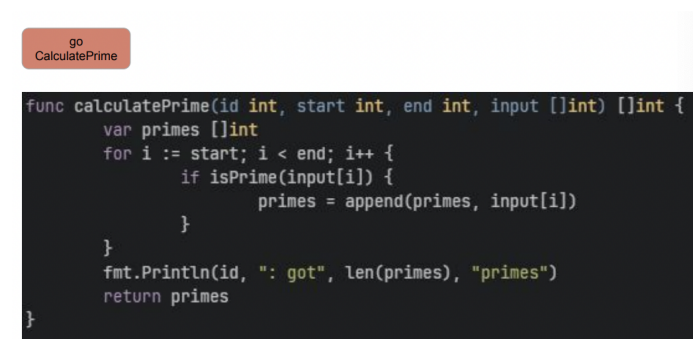 go
CalculatePrime
func calculatePrime(id int, start int, end int, input []int) []int {
        var primes []int
        for i := start; i < end; i++ {
                if isPrime(input[i]) {
                        primes = append(primes, input[i])
                }
        }
        fmt.Println(id, ": got", len(primes), "primes")
        return primes
}